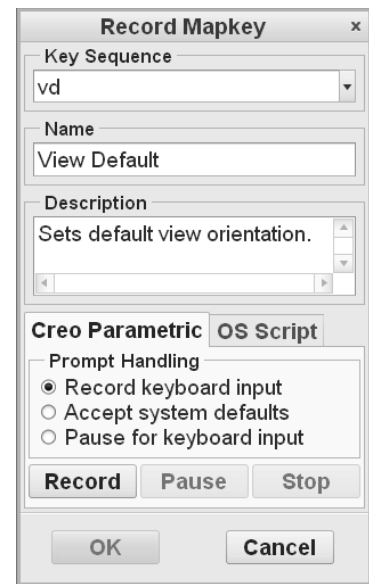 Record Mapkey x
Key Sequence
vd
Name
View Default
Description
Sets default view orientation.
Creo Parametric OS Script
Prompt Handling
Record keyboard input
Accept system defaults
Pause for keyboard input
Record Pause Stop
OK Cancel